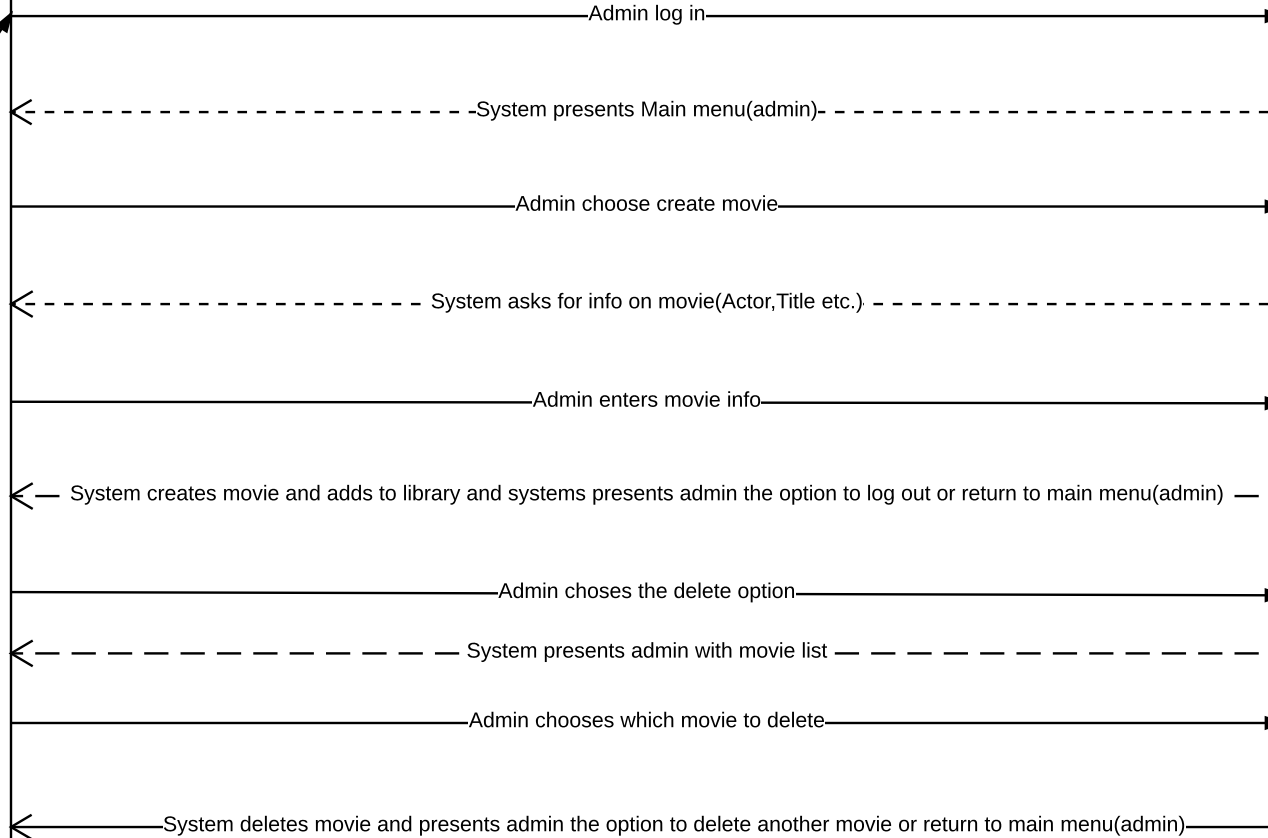 Admin log in
System presents Main menu(admin)
Admin choose create movie
System asks for info on movie(Actor,Title etc.)
Admin enters movie info
System creates movie and adds to library and systems presents admin the option to log out or return to main menu(admin)
Admin choses the delete option
System presents admin with movie list
Admin chooses which movie to delete
System deletes movie and presents admin the option to delete another movie or return to main menu(admin)